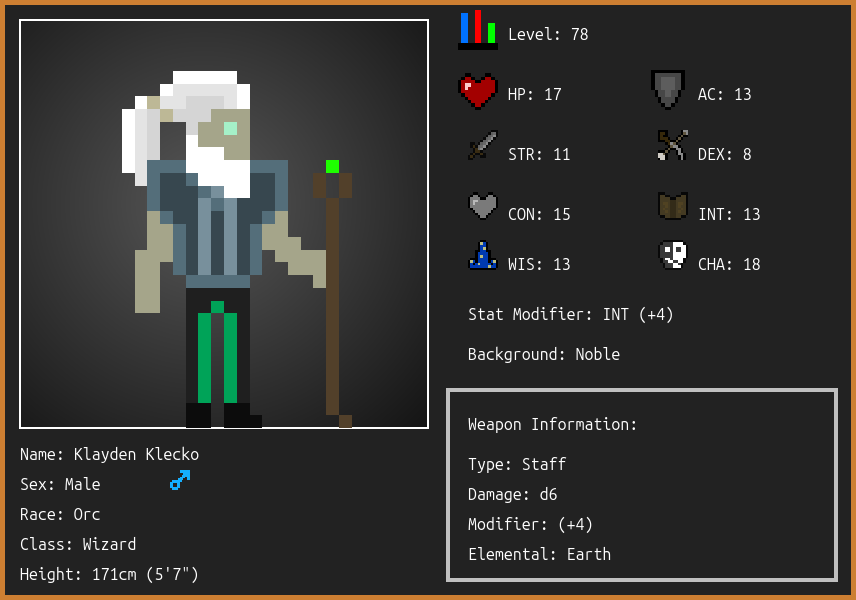 Level: 78
HP: 17
AC: 13
STR: 11
DEX: 8
CON: 15
INT: 13
WIS: 13
CHA: 18
Stat Modifier: INT (+4)
Background: Noble
Weapon Information:
Type: Staff
Damage: d6
Modifier: (+4)
Elemental: Earth
Name: Klayden Klecko
Sex: Male
Race: Orc
Class: Wizard
Height: 171cm (5'7")